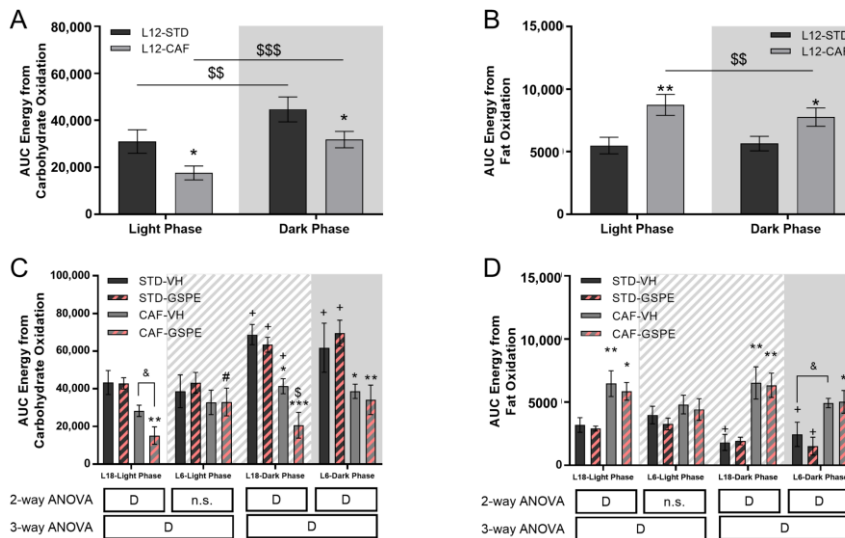 A
AUC Energy from
Carbohydrate Oxidation
80,000
60,000
40,000
20,000
0
L12-STD
L12-CAF
$$$
$$
*
*
Light Phase
Dark Phase
B
AUC Energy from
Fat Oxidation
15,000
10,000
5000
0
L12-STD
L12-CAF
$$
**
*
Light Phase
Dark Phase
C
AUC Energy from
Carbohydrate Oxidation
100,000
80,000
60,000
40,000
20,000
0
STD-VH
STD-GSPE
CAF-VH
CAF-GSPE
&
**
#
+
+
+
*
$
***
+
+
*
**
L18-Light Phase
L6-Light Phase
L18-Dark Phase
L6-Dark Phase
2-way ANOVA
D
n.s.
D
D
3-way ANOVA
D
D
D
AUC Energy from
Fat Oxidation
15,000
10,000
5000
0
STD-VH
STD-GSPE
CAF-VH
CAF-GSPE
**
*
+
**
**
&
+
+
*
L18-Light Phase
L6-Light Phase
L18-Dark Phase
L6-Dark Phase
2-way ANOVA
D
n.s.
D
D
3-way ANOVA
D
D